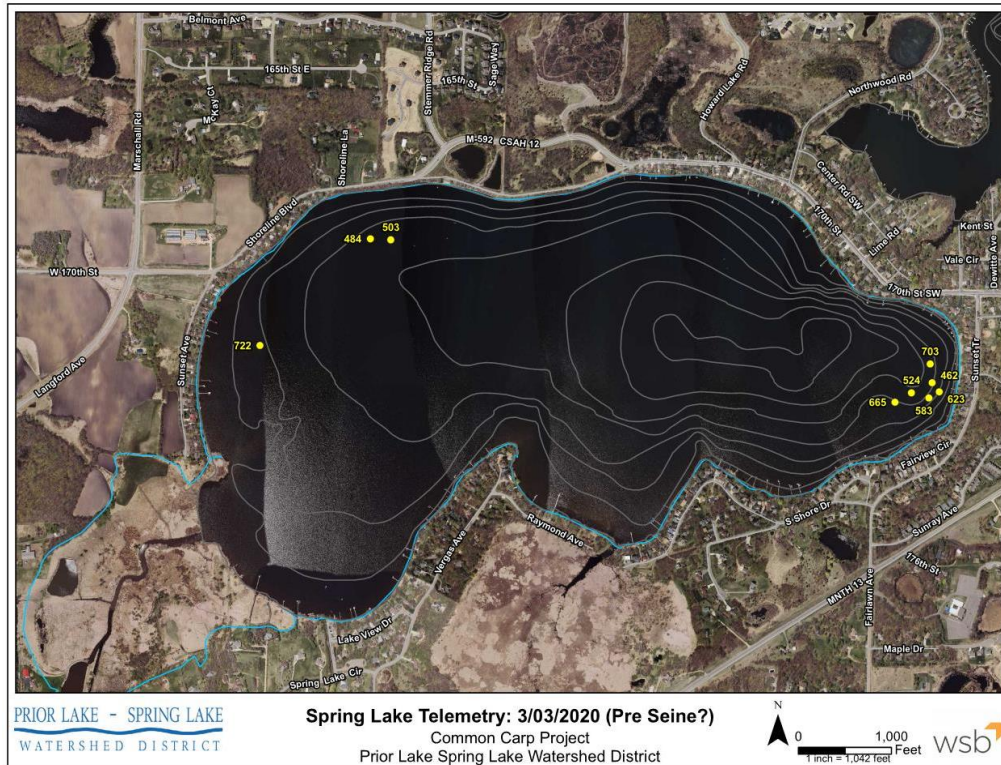 Belmont Ave
165th St E
McKay Ct
Marschall Rd
Stemmer Ridge Rd
Sage Way
165th St
Howard Lake Rd
Northwood Rd
M-592 CSAH 12
Shoreline La
Shoreline Blvd
Center Rd SW
170th St
Lime Rd
Kent St
Dewitte Ave
Vale Cir
W 170th St
170th St SW
484
503
722
Langford Ave
Sunset Ave
Sunset Tr
703
462
524
665
583
623
Fairview Cir
S Shore Dr
Sunray Ave
Raymond Ave
Vergas Ave
176th St
MNTH 13
Fairlawn Ave
Lake View Dr
Maple Dr
Spring Lake Cir
PRIOR LAKE - SPRING LAKE
WATERSHED DISTRICT
Spring Lake Telemetry: 3/03/2020 (Pre Seine?)
Common Carp Project
Prior Lake Spring Lake Watershed District
N
0 1,000
Feet
1 inch = 1,042 feet
wsb